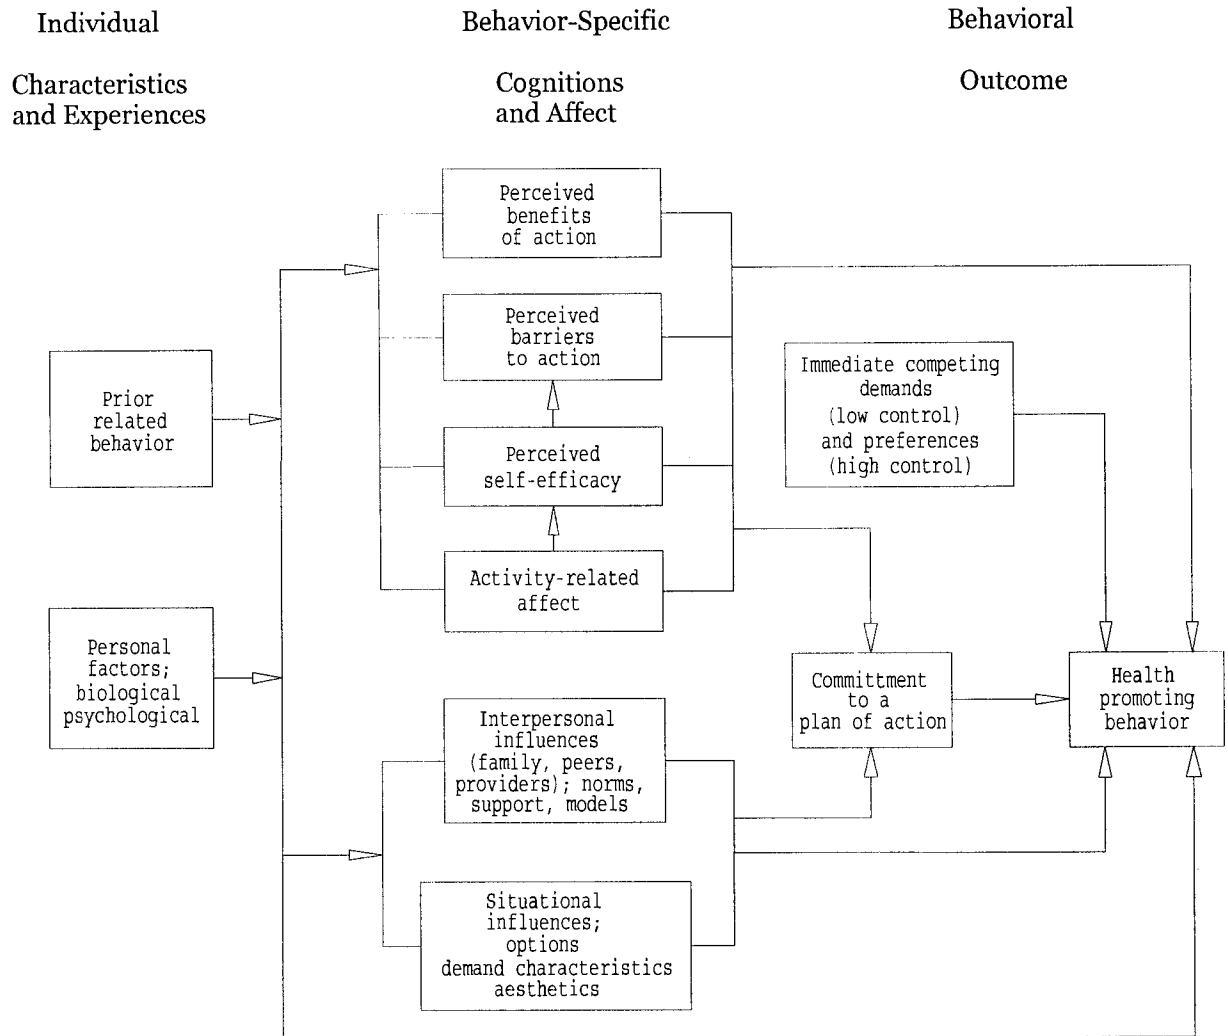 Individual
Characteristics
and Experiences
Behavior-Specific
Cognitions
and Affect
Behavioral
Outcome
Perceived
benefits
of action
Perceived
barriers
to action
Perceived
self-efficacy
Activity-related
affect
Prior
related
behavior
Personal
factors;
biological
psychological
Interpersonal
influences
(family, peers,
providers); norms,
support, models
Situational
influences;
options
demand characteristics
aesthetics
Immediate competing
demands
(low control)
and preferences
(high control)
Committment
to a
plan of action
Health
promoting
behavior